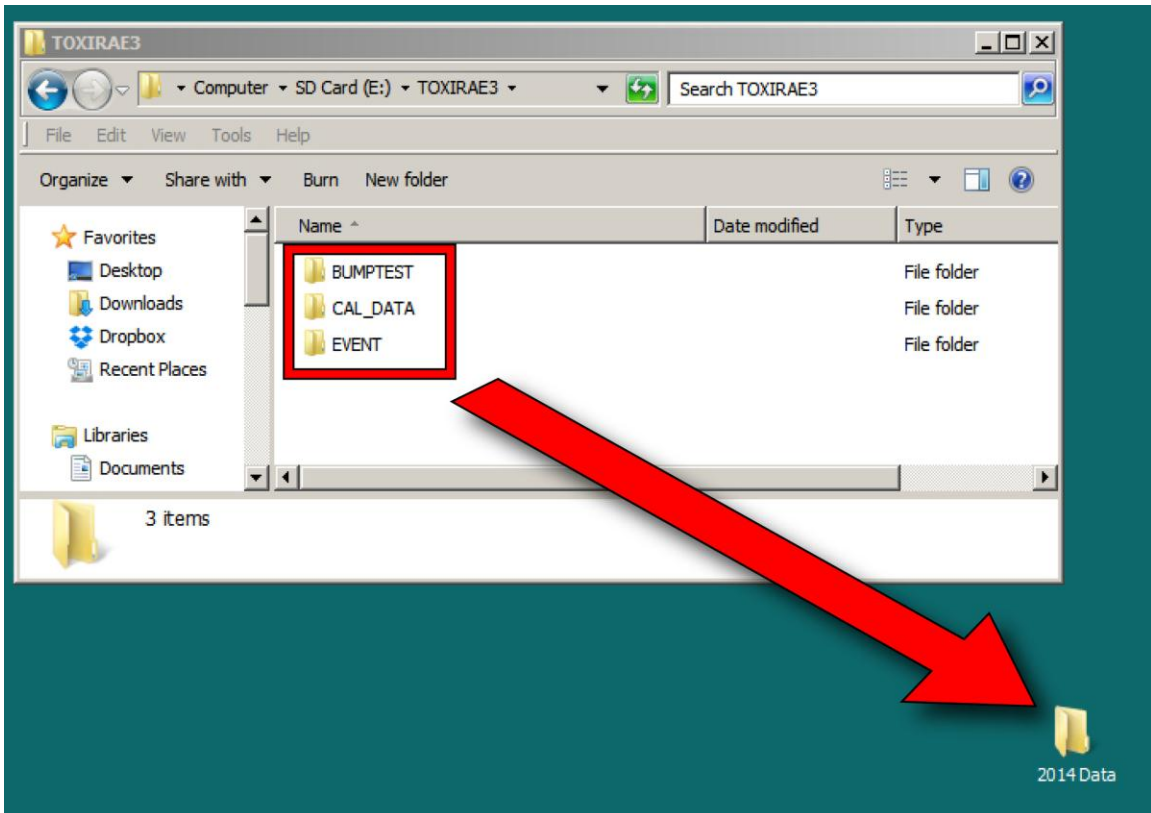 TOXIRAE3
Computer SD Card (E:) TOXIRAE3 Search TOXIRAE3
File Edit View Tools Help
Organize Share with Burn New folder
Name Date modified Type
Favorites
Desktop
Downloads
Dropbox
Recent Places
Libraries
Documents
BUMPTEST File folder
CAL_DATA File folder
EVENT File folder
3 items
2014 Data